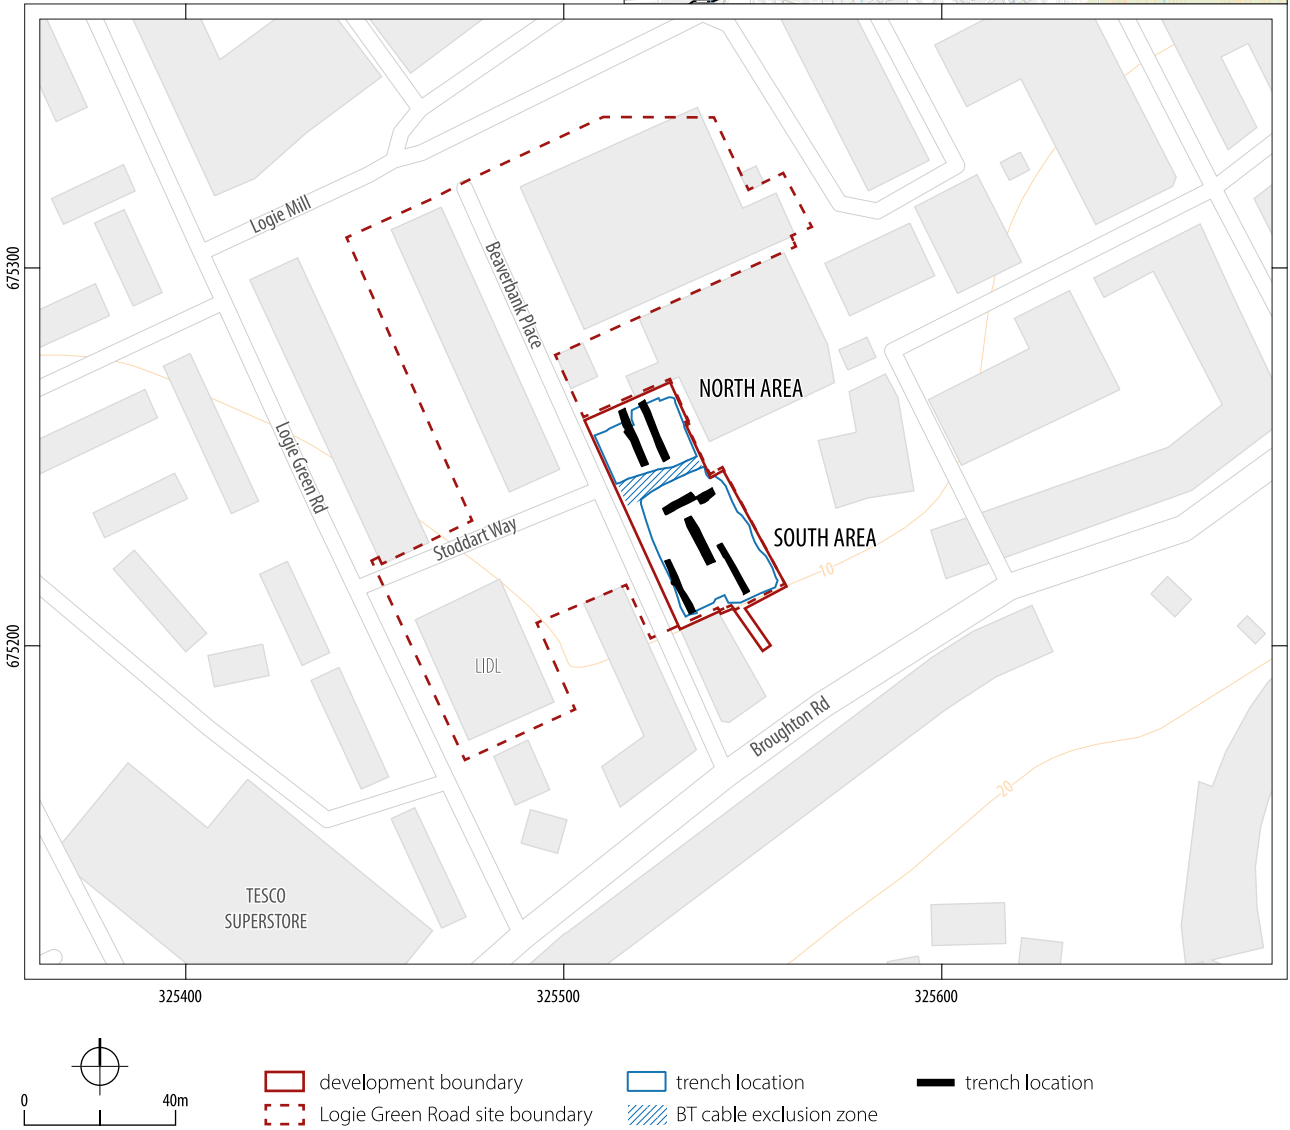 Logie Mill
Beaverbank Place
675300
NORTH AREA
Logie Green Rd
Stoddart Way
SOUTH AREA
10
675200
LIDL
Broughton Rd
20
TESCO
SUPERSTORE
325400
325500
325600
0
40m
development boundary
trench location
trench location
Logie Green Road site boundary
BT cable exclusion zone